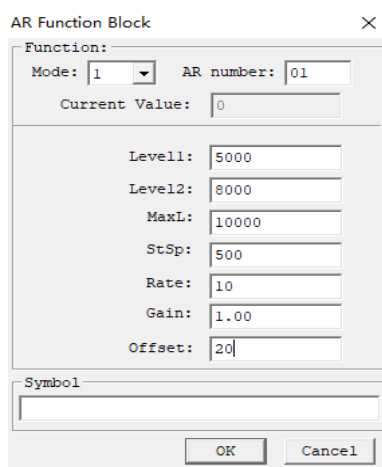 AR Function Block
Function:
Mode: 1 AR number: 01
Current Value: 0
Level1: 5000
Level2: 8000
MaxL: 10000
StSp: 500
Rate: 10
Gain: 1.00
Offset: 20
Symbol
OK Cancel